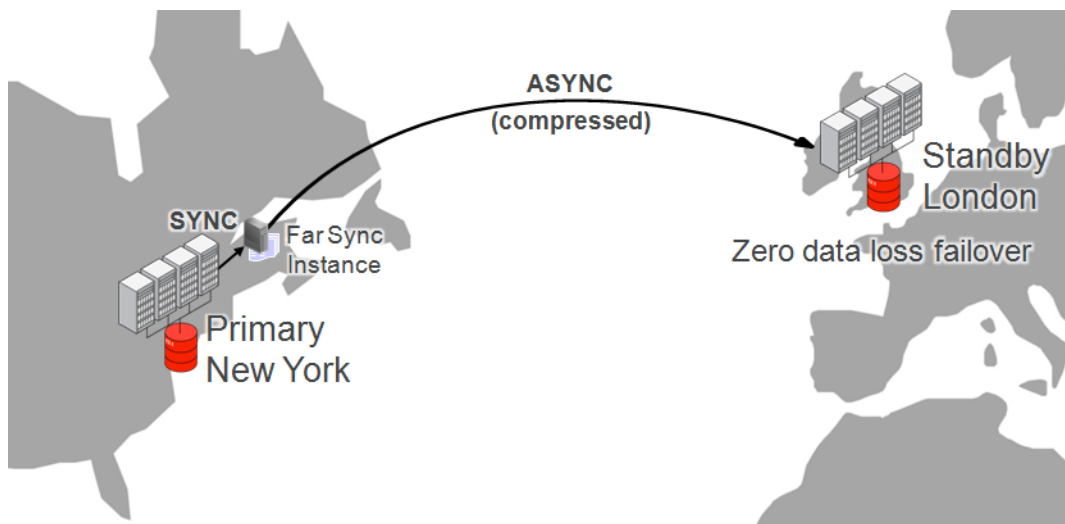 ASYNC
(compressed)
Standby
London
SYNC
Far Sync
Instance
Zero data loss failover
Primary
New York